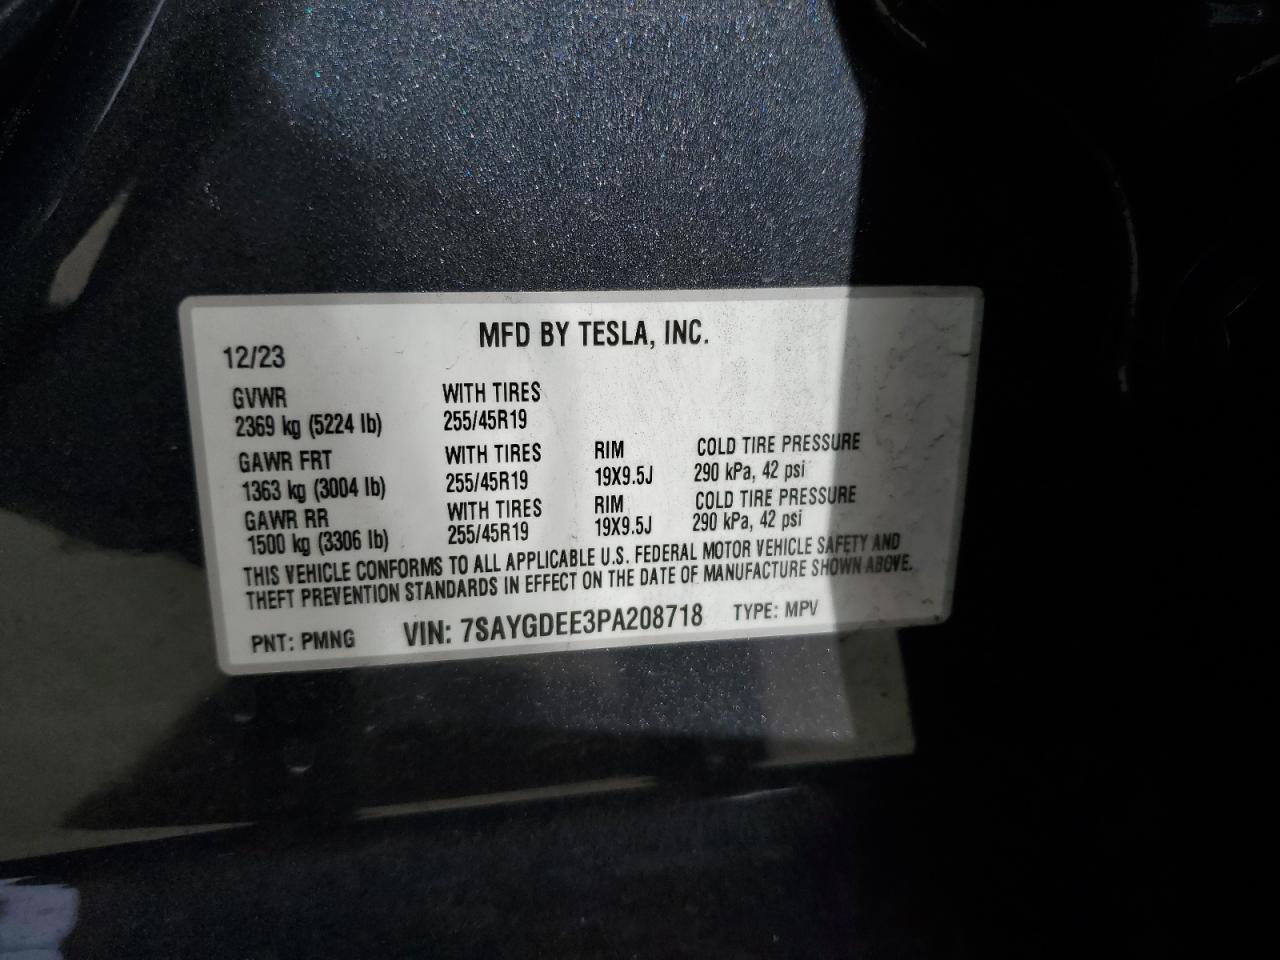 MFD BY TESLA, INC.
12/23
GVWR WITH TIRES
2369 kg (5224 lb) 255/45R19
GAWR FRT WITH TIRES RIM COLD TIRE PRESSURE
1363 kg (3004 lb) 255/45R19 19X9.5J 290 kPa, 42 psi
GAWR RR WITH TIRES RIM COLD TIRE PRESSURE
1500 kg (3306 lb) 255/45R19 19X9.5J 290 kPa, 42 psi
THIS VEHICLE CONFORMS TO ALL APPLICABLE U.S. FEDERAL MOTOR VEHICLE SAFETY AND
THEFT PREVENTION STANDARDS IN EFFECT ON THE DATE OF MANUFACTURE SHOWN ABOVE.
PNT: PMNG VIN: 7SAYGDEE3PA208718 TYPE: MPV